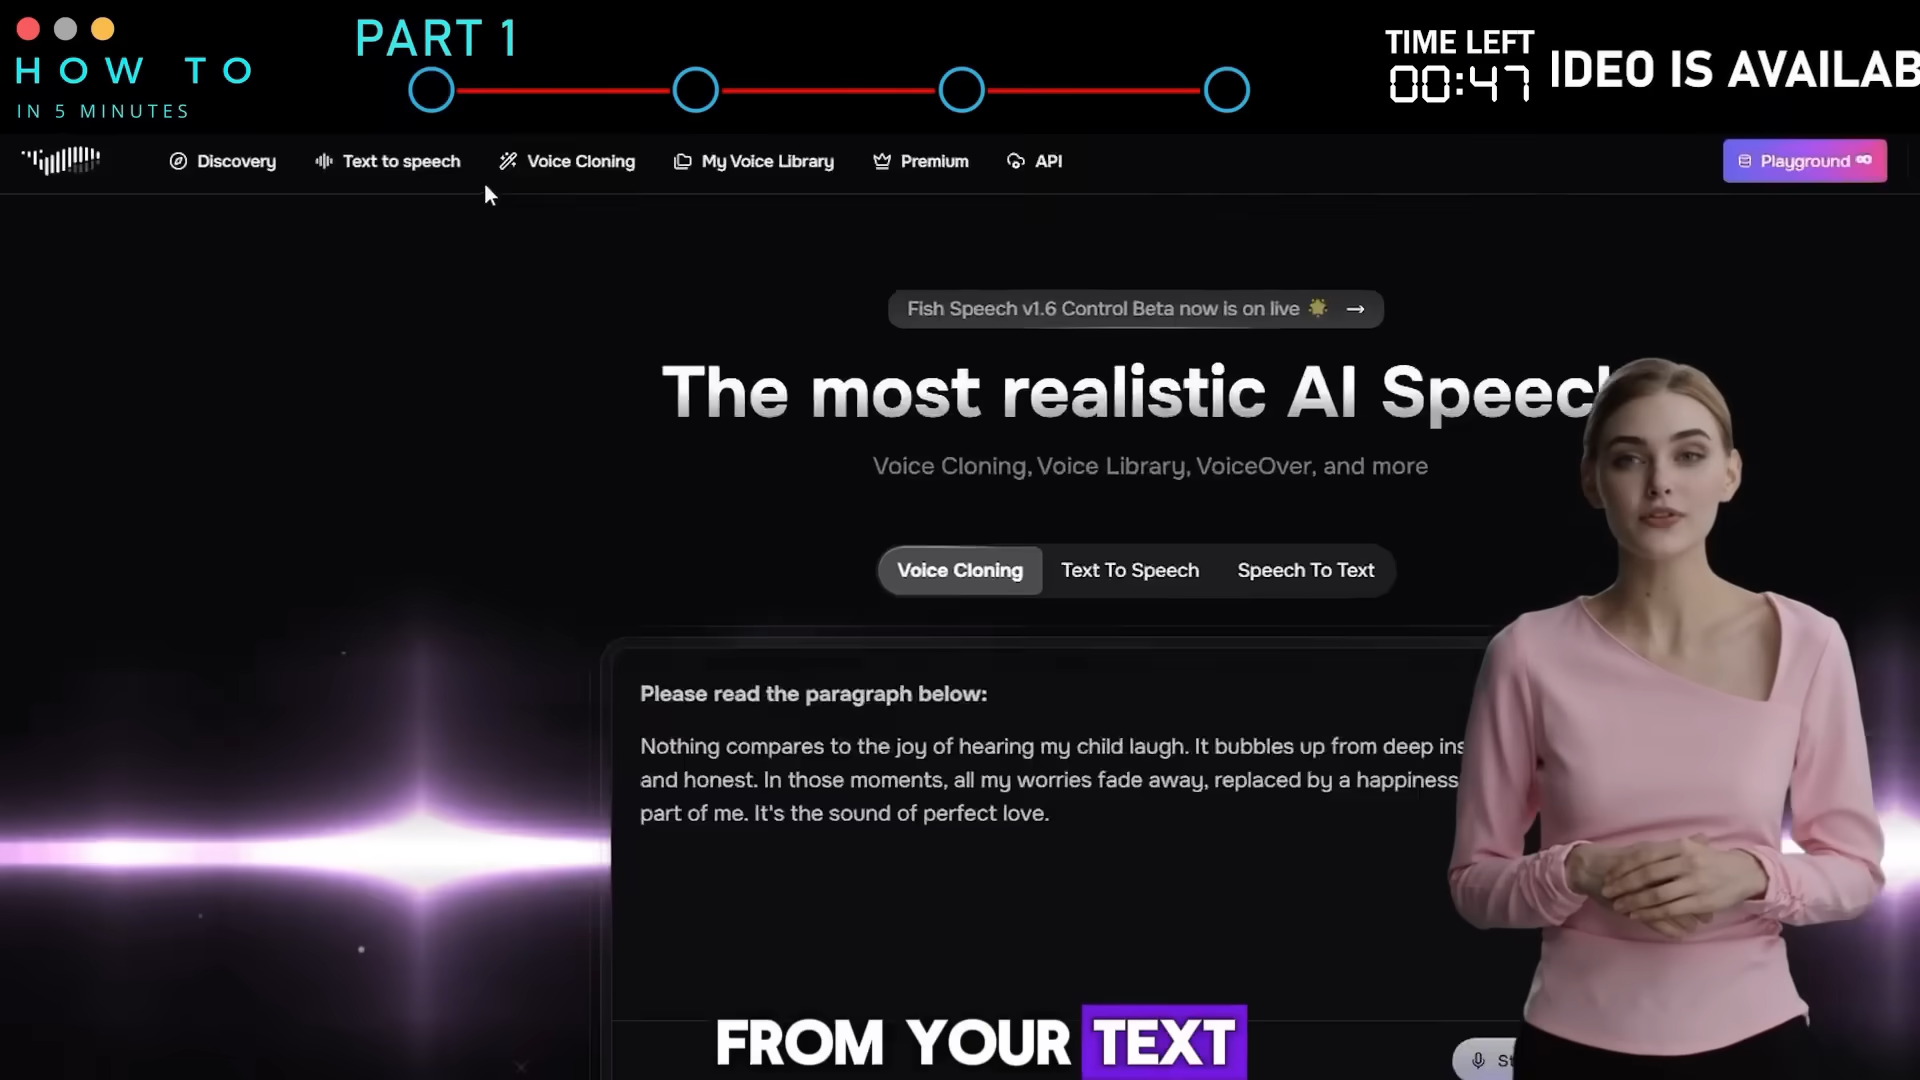 PART 1
HOW TO
IN 5 MINUTES
TIME LEFT
00:47
IDEO IS AVAILAB
Discovery
Text to speech
Voice Cloning
My Voice Library
Premium
API
Playground
Fish Speech v1.6 Control Beta now is on live
The most realistic AI Speech
Voice Cloning, Voice Library, VoiceOver, and more
Voice Cloning
Text To Speech
Speech To Text
Please read the paragraph below:
Nothing compares to the joy of hearing my child laugh. It bubbles up from deep ins
and honest. In those moments, all my worries fade away, replaced by a happiness
part of me. It's the sound of perfect love.
St
FROM YOUR TEXT